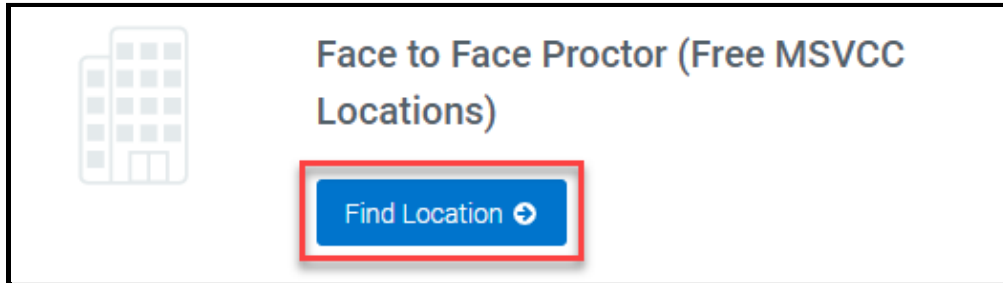 Face to Face Proctor (Free MSVCC
Locations)
Find Location